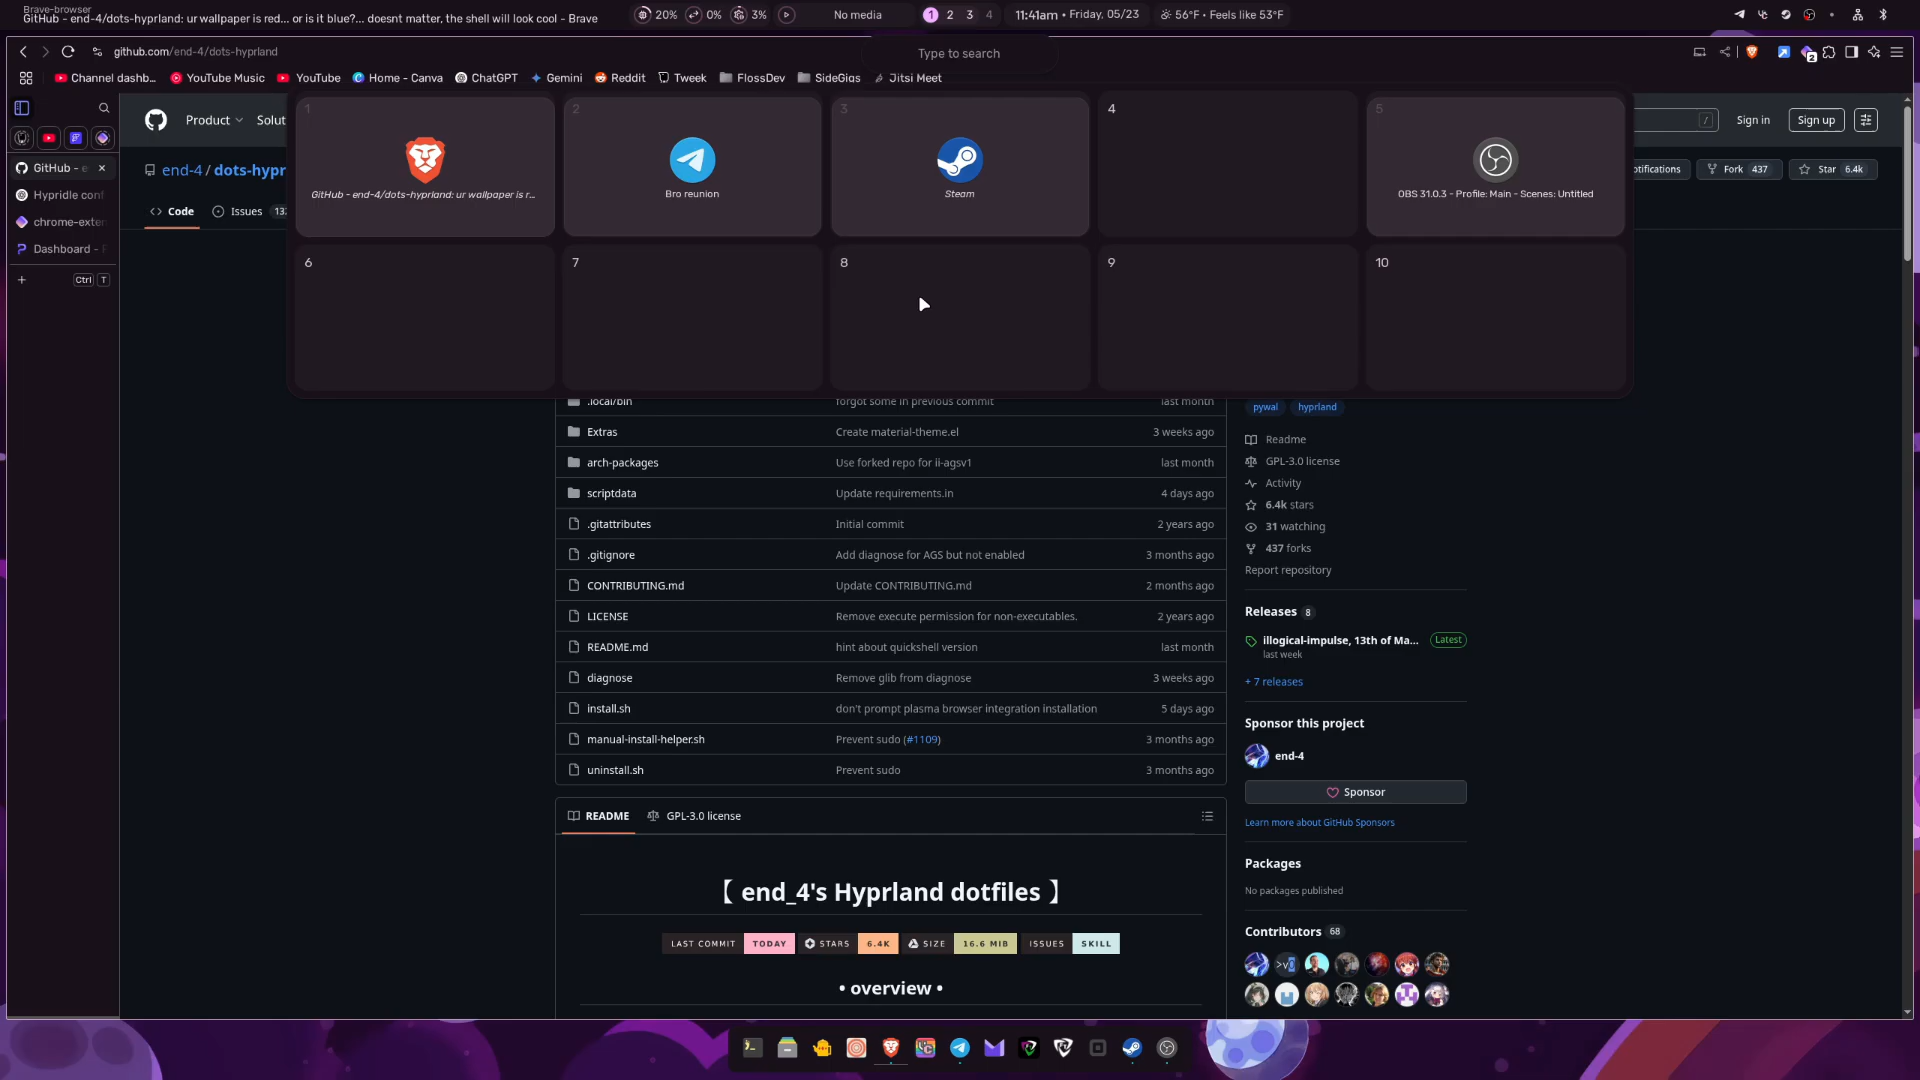 Brave-browser
GitHub - end-4/dots-hyprland: ur wallpaper is red... or is it blue?... doesnt matter, the shell will look cool - Brave
20%
0%
3%
No media
1 2 3 4
11:41am • Friday, 05/23
56°F • Feels like 53°F
github.com/end-4/dots-hyprland
Type to search
2
Channel dashb...
YouTube Music
YouTube
Home - Canva
ChatGPT
Gemini
Reddit
Tweek
FlossDev
SideGigs
Jitsi Meet
Product
Solut
/
Sign in
Sign up
GitHub - e
Hypridle conf
chrome-exten
Dashboard -
Ctrl T
end-4 / dots-hypr
otifications
Fork 437
Star 6.4k
Code
Issues
1
GitHub - end-4/dots-hyprland: ur wallpaper is r...
2
Bro reunion
3
Steam
4
5
OBS 31.0.3 - Profile: Main - Scenes: Untitled
6
7
8
9
10
.local/bin forgot some in previous commit last month
Extras Create material-theme.el 3 weeks ago
arch-packages Use forked repo for ii-agsv1 last month
scriptdata Update requirements.in 4 days ago
.gitattributes Initial commit 2 years ago
.gitignore Add diagnose for AGS but not enabled 3 months ago
CONTRIBUTING.md Update CONTRIBUTING.md 2 months ago
LICENSE Remove execute permission for non-executables. 2 years ago
README.md hint about quickshell version last month
diagnose Remove glib from diagnose 3 weeks ago
install.sh don't prompt plasma browser integration installation 5 days ago
manual-install-helper.sh Prevent sudo (#1109) 3 months ago
uninstall.sh Prevent sudo 3 months ago
README
GPL-3.0 license
【 end_4's Hyprland dotfiles 】
LAST COMMIT TODAY
STARS 6.4K
SIZE 16.6 MIB
ISSUES SKILL
• overview •
pywal hyprland
Readme
GPL-3.0 license
Activity
6.4k stars
31 watching
437 forks
Report repository
Releases 8
illogical-impulse, 13th of Ma... Latest
last week
+ 7 releases
Sponsor this project
end-4
Sponsor
Learn more about GitHub Sponsors
Packages
No packages published
Contributors 68